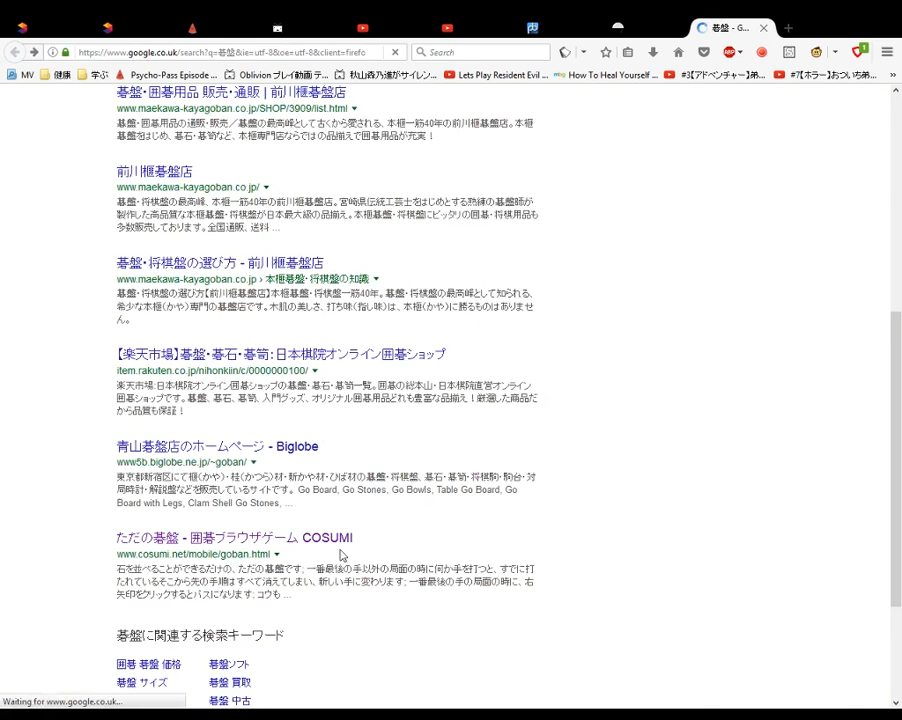 碁盤 - G...
https://www.google.co.uk/search?q=碁盤&ie=utf-8&oe=utf-8&client=firefo
Search
MV 健康 学ぶ Psycho-Pass Episode ... Oblivion プレイ動画 テ... 秋山森乃進がサイレン... Lets Play Resident Evil ... How To Heal Yourself ... #3【アドベンチャー】弟... #7【ホラー】おついち弟...
碁盤・囲碁用品 販売・通販 | 前川榧碁盤店
www.maekawa-kayagoban.co.jp/SHOP/3909/list.html
碁盤・囲碁用品の通販・販売／碁盤の最高峰として古くから愛される、本榧一筋40年の前川榧碁盤店。本榧
碁盤をはじめ、碁石・碁笥など、本榧専門店ならではの品揃えで囲碁用品が充実！
前川榧碁盤店
www.maekawa-kayagoban.co.jp/
碁盤・将棋盤の最高峰、本榧一筋40年の前川榧碁盤店。宮崎県伝統工芸士をはじめとする熟練の碁盤師が
製作した高品質な本榧碁盤・将棋盤が日本最大級の品揃え。本榧碁盤・将棋盤にピッタリの囲碁・将棋用品も
多数販売しております。全国通販、送料 ...
碁盤・将棋盤の選び方 - 前川榧碁盤店
www.maekawa-kayagoban.co.jp › 本榧碁盤・将棋盤の知識
碁盤・将棋盤の選び方【前川榧碁盤店】本榧碁盤・将棋盤一筋40年。碁盤・将棋盤の最高峰として知られる、
希少な本榧（かや）専門の碁盤店です。木肌の美しさ、打ち味（指し味）は、本榧（かや）に勝るものはありませ
ん。
【楽天市場】碁盤・碁石・碁笥：日本棋院オンライン囲碁ショップ
item.rakuten.co.jp/nihonkiin/c/0000000100/
楽天市場:日本棋院オンライン囲碁ショップの碁盤・碁石・碁笥一覧。囲碁の総本山・日本棋院直営オンライン
囲碁ショップです。碁盤、碁石、碁笥、入門グッズ、オリジナル囲碁用品どれも豊富な品揃え！厳選した商品だ
から品質も保証！
青山碁盤店のホームページ - Biglobe
www5b.biglobe.ne.jp/~goban/
東京都新宿区にて榧（かや）・桂（かつら）材・新かや材・ひば材の碁盤・将棋盤、碁石・碁笥・将棋駒・駒台・対
局時計・解説盤などを販売しているサイトです。 Go Board, Go Stones, Go Bowls, Table Go Board, Go
Board with Legs, Clam Shell Go Stones, ...
ただの碁盤 - 囲碁ブラウザゲーム COSUMI
www.cosumi.net/mobile/goban.html
石を並べることができるだけの、ただの碁盤です; 一番最後の手以外の局面の時に何か手を打つと、すでに打
たれているそこから先の手順はすべて消えてしまい、新しい手に変わります; 一番最後の手の局面の時に、右
矢印をクリックするとパスになります; コウも ...
碁盤に関連する検索キーワード
囲碁 碁盤 価格 碁盤ソフト
碁盤 サイズ 碁盤 買取
碁盤 中古
Waiting for www.google.co.uk...